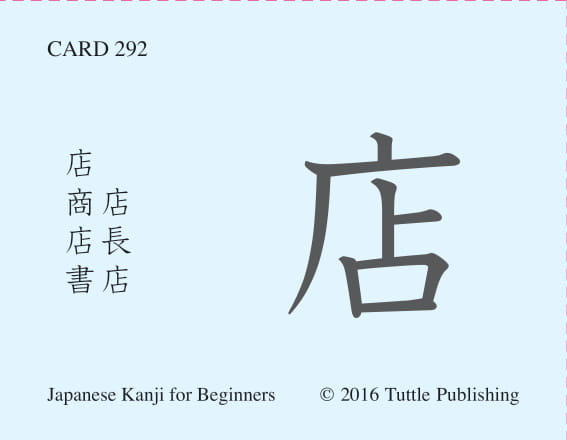 CARD 292
店
商店
店長
書店
店
Japanese Kanji for Beginners
© 2016 Tuttle Publishing